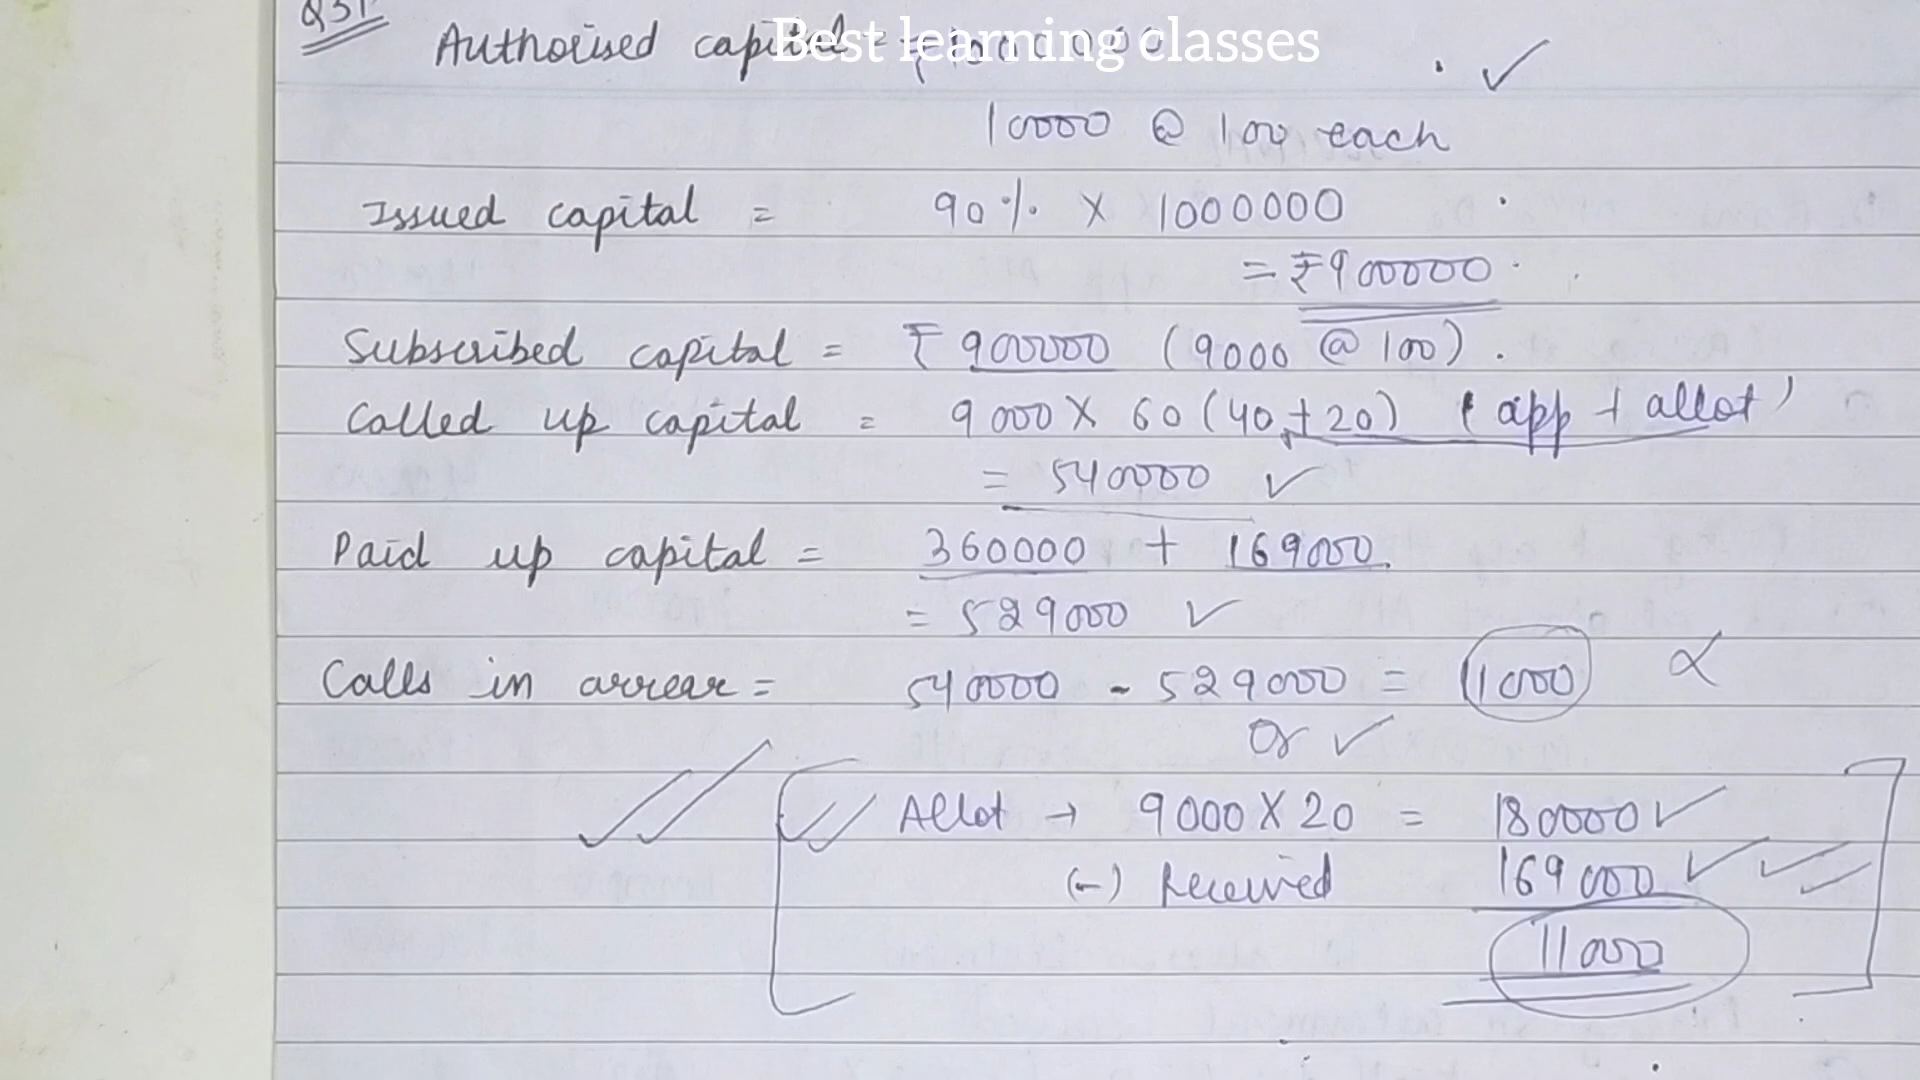 Q31
Authorised capital = ₹ 1000000
Best learning classes
10000 @ 100 each
Issued capital = 90% X 1000000
= ₹900000
Subscribed capital = ₹ 900000 (9000 @ 100).
Called up capital = 9000 X 60 (40+20) (app + allot)
= 540000 ✓
Paid up capital = 360000 + 169000
= 529000 ✓
Calls in arrear = 540000 - 529000 = 11000
Or ✓
Allot → 9000 X 20 = 180000 ✓
(-) Received 169000 ✓
11000